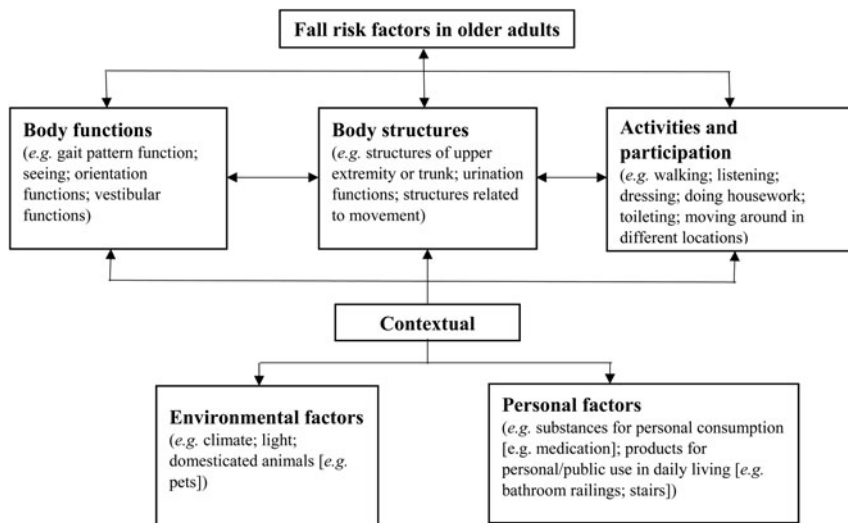 Fall risk factors in older adults
Body functions
(e.g. gait pattern function;
seeing; orientation
functions; vestibular
functions)
Body structures
(e.g. structures of upper
extremity or trunk; urination
functions; structures related
to movement)
Activities and
participation
(e.g. walking; listening;
dressing; doing housework;
toileting; moving around in
different locations)
Contextual
Environmental factors
(e.g. climate; light;
domesticated animals [e.g.
pets])
Personal factors
(e.g. substances for personal consumption
[e.g. medication]; products for
personal/public use in daily living [e.g.
bathroom railings; stairs])